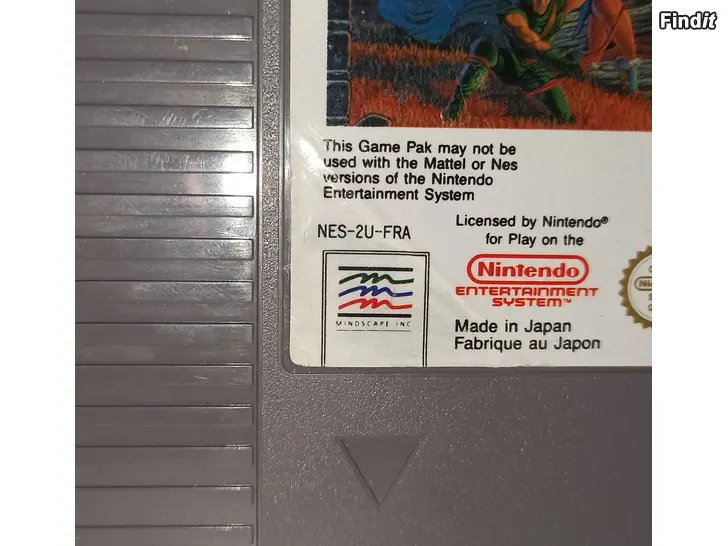 Findit
This Game Pak may not be
used with the Mattel or Nes
versions of the Nintendo
Entertainment System
NES-2U-FRA
Licensed by Nintendo®
for Play on the
Nintendo
ENTERTAINMENT
SYSTEM™
MINDSCAPE INC
Made in Japan
Fabrique au Japon